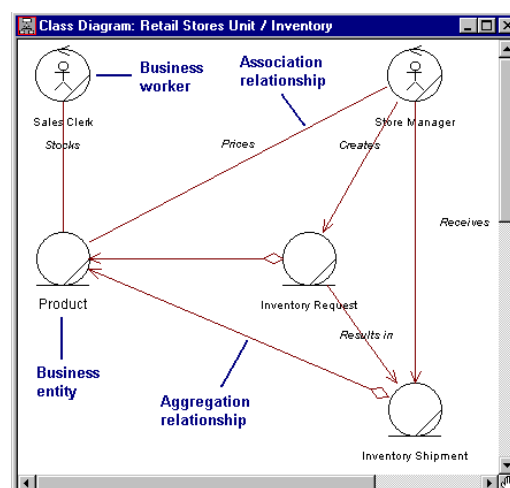 Class Diagram: Retail Stores Unit / Inventory
Business
worker
Association
relationship
Sales Clerk
Store Manager
Stocks
Prices
Creates
Receives
Product
Inventory Request
Results in
Business
entity
Aggregation
relationship
Inventory Shipment